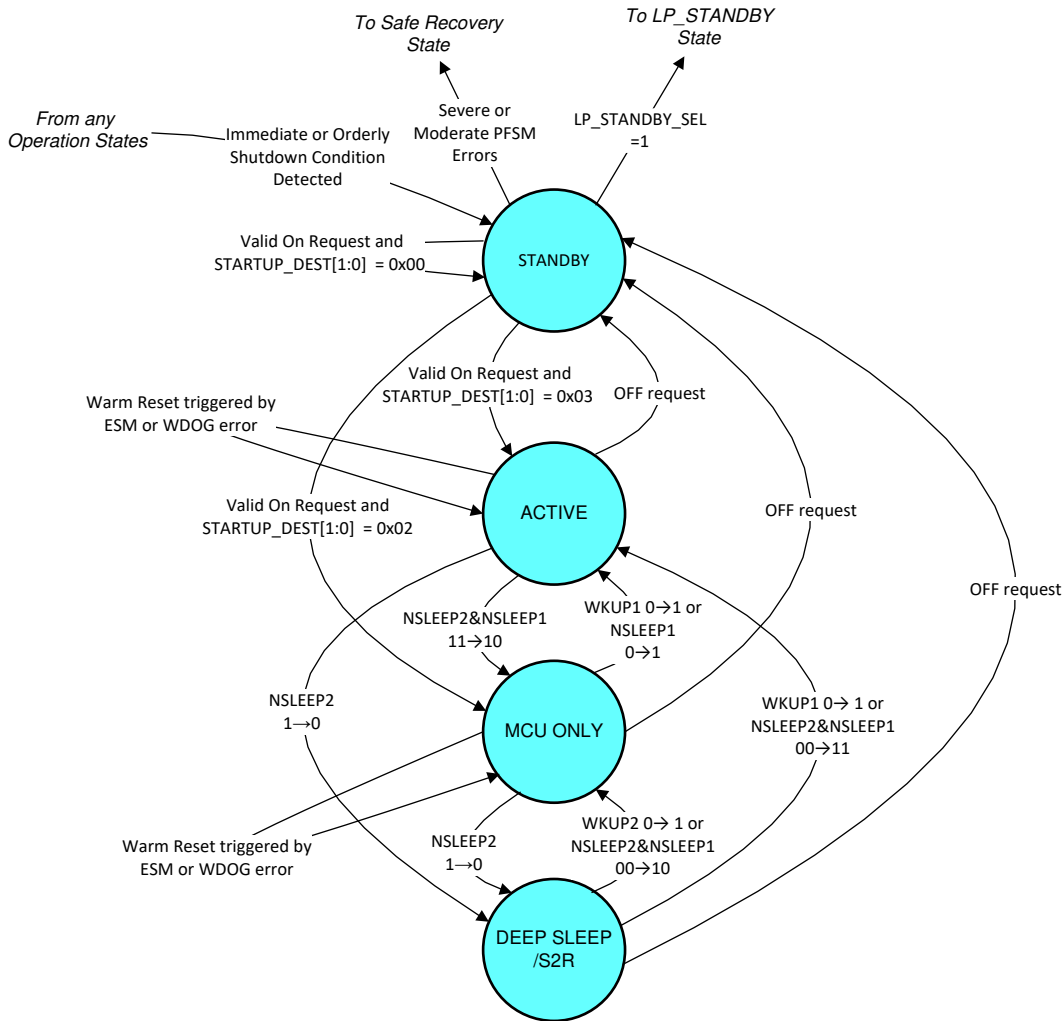 To Safe Recovery
State
To LP_STANDBY
State
From any
Operation States
Immediate or Orderly
Shutdown Condition
Detected
Severe or
Moderate PFSM
Errors
LP_STANDBY_SEL
=1
Valid On Request and
STARTUP_DEST[1:0] = 0x00
STANDBY
Valid On Request and
STARTUP_DEST[1:0] = 0x03
OFF request
Warm Reset triggered by
ESM or WDOG error
Valid On Request and
STARTUP_DEST[1:0] = 0x02
ACTIVE
OFF request
OFF request
NSLEEP2&NSLEEP1
11→10
WKUP1 0→1 or
NSLEEP1
0→1
NSLEEP2
1→0
MCU ONLY
WKUP1 0→ 1 or
NSLEEP2&NSLEEP1
00→11
Warm Reset triggered by
ESM or WDOG error
NSLEEP2
1→0
WKUP2 0→ 1 or
NSLEEP2&NSLEEP1
00→10
DEEP SLEEP
/S2R